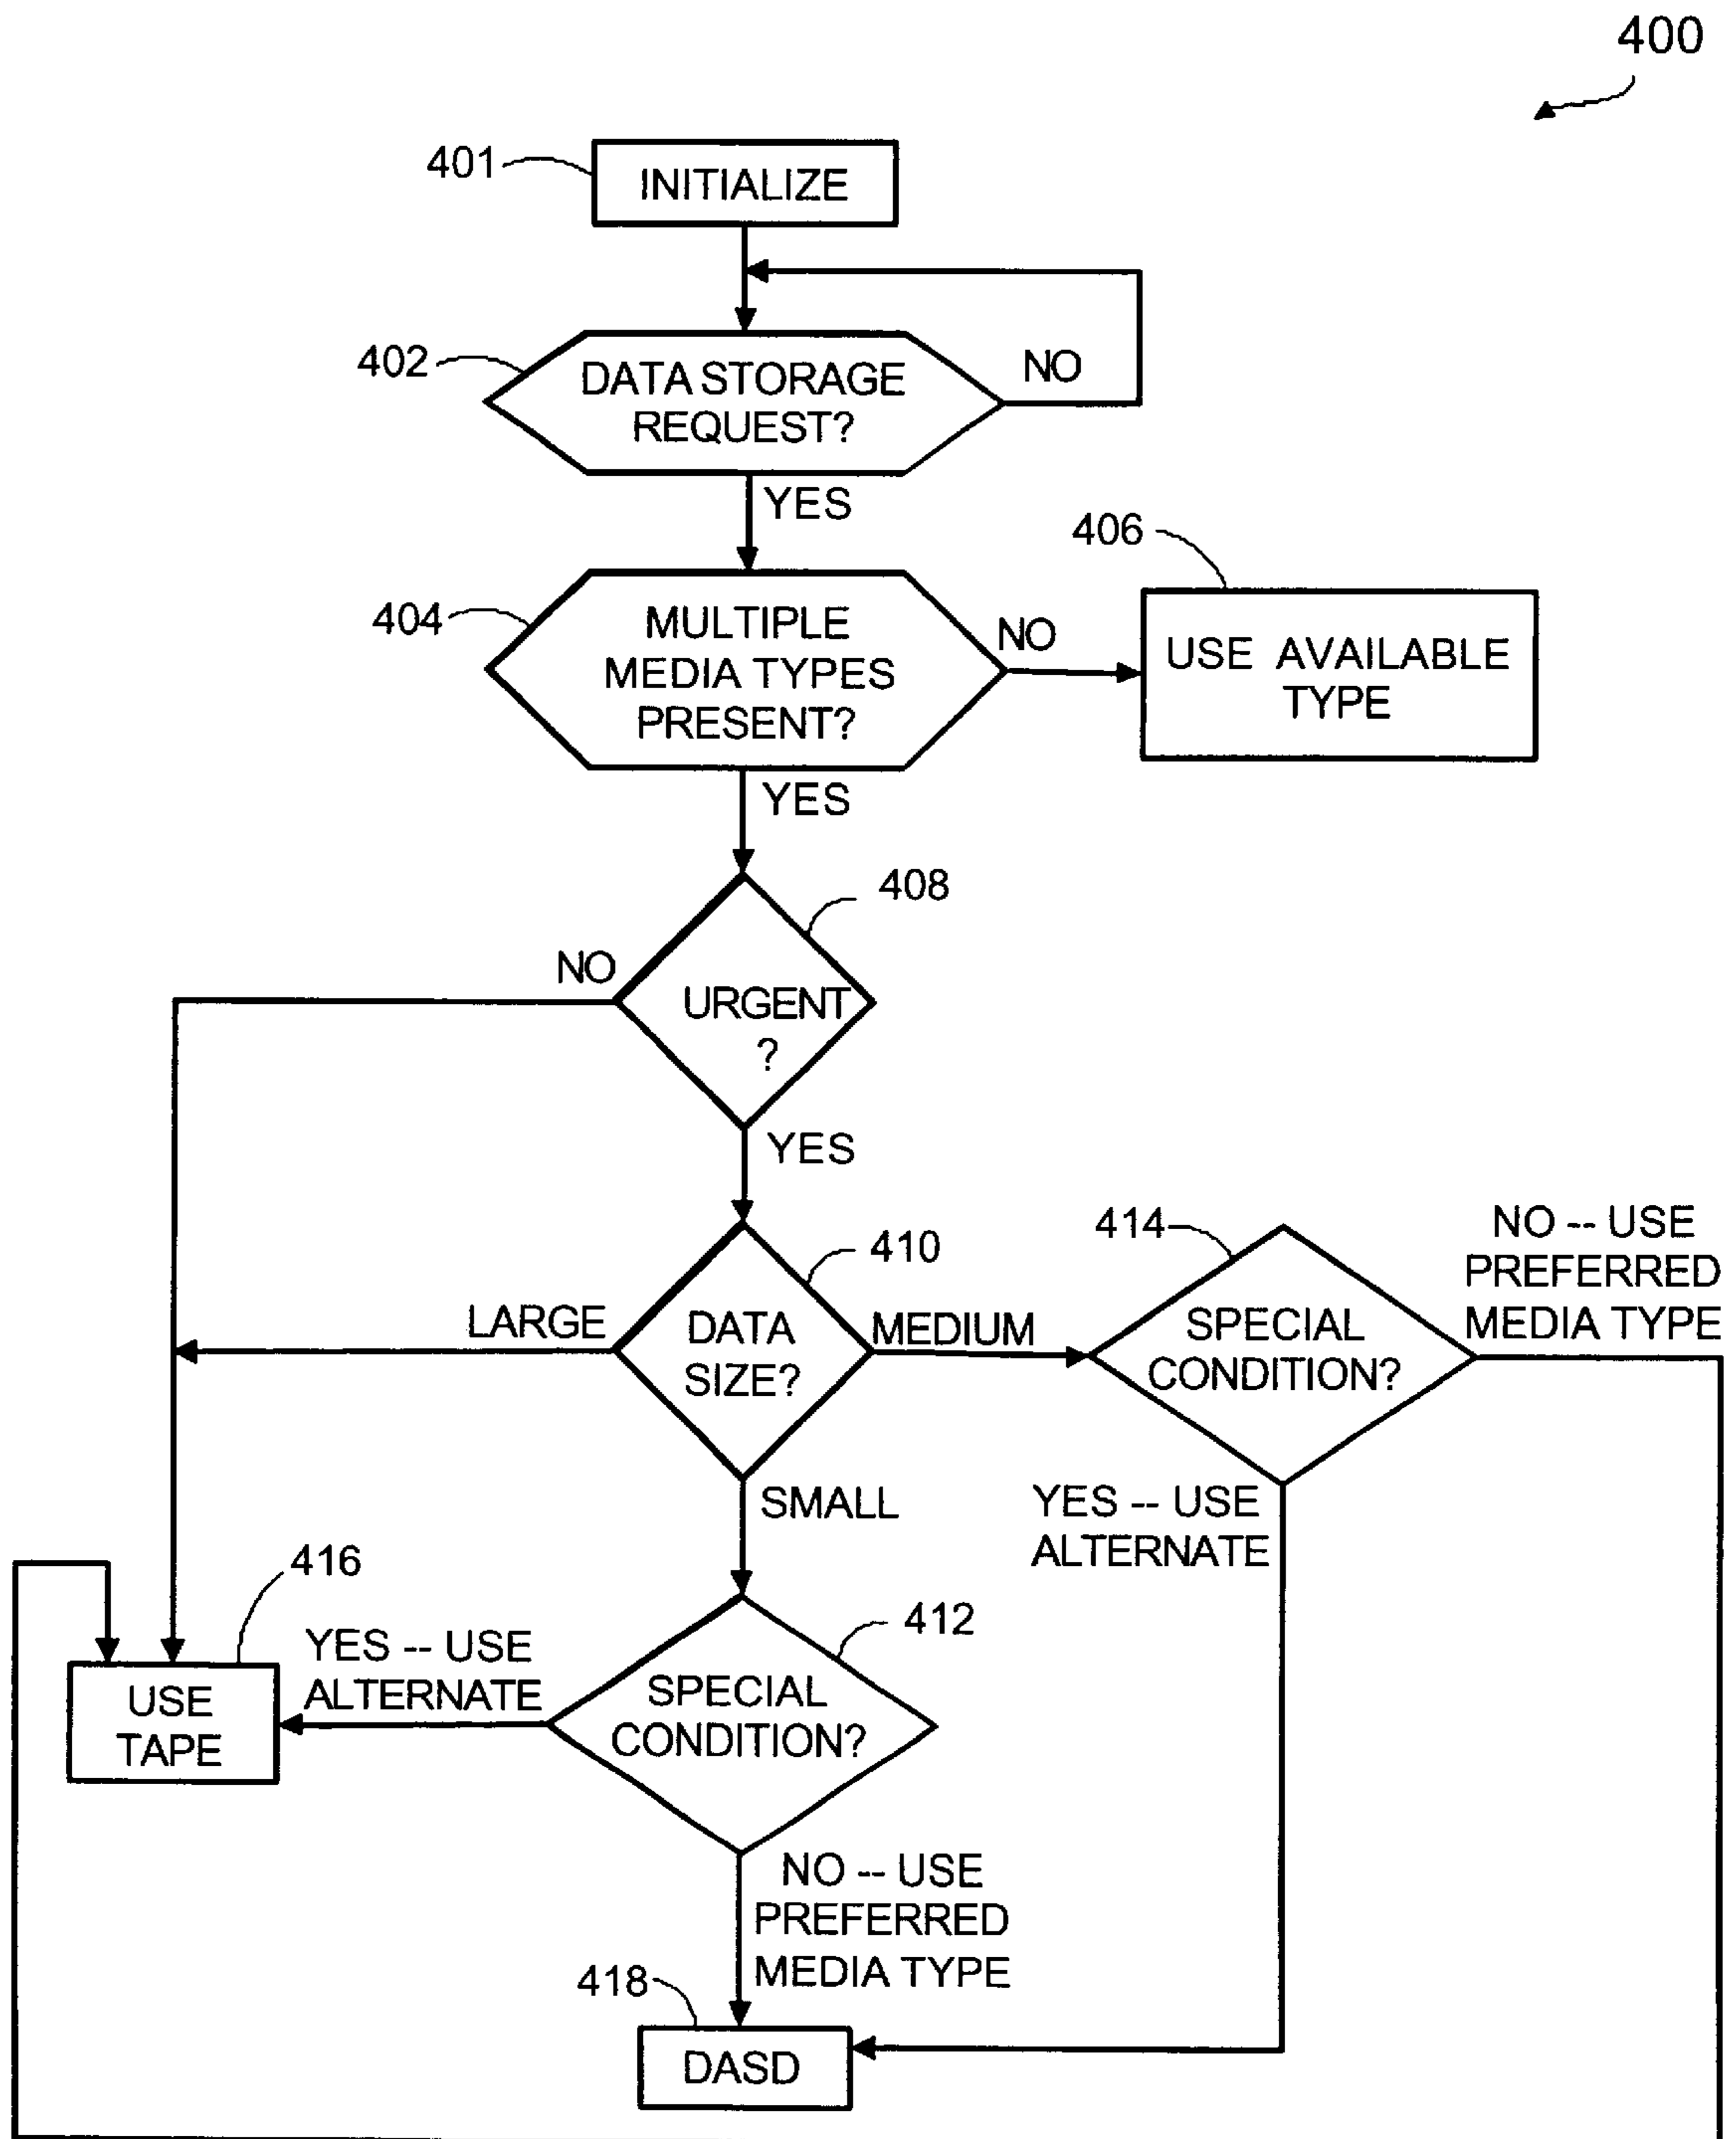 400
401
INITIALIZE
402
DATA STORAGE
REQUEST?
NO
YES
406
404
MULTIPLE
MEDIA TYPES
PRESENT?
NO
USE AVAILABLE
TYPE
YES
408
NO
URGENT
?
YES
414
NO -- USE
PREFERRED
MEDIA TYPE
410
LARGE
DATA
SIZE?
MEDIUM
SPECIAL
CONDITION?
SMALL
YES -- USE
ALTERNATE
416
412
YES -- USE
ALTERNATE
USE
TAPE
SPECIAL
CONDITION?
NO -- USE
PREFERRED
MEDIA TYPE
418
DASD